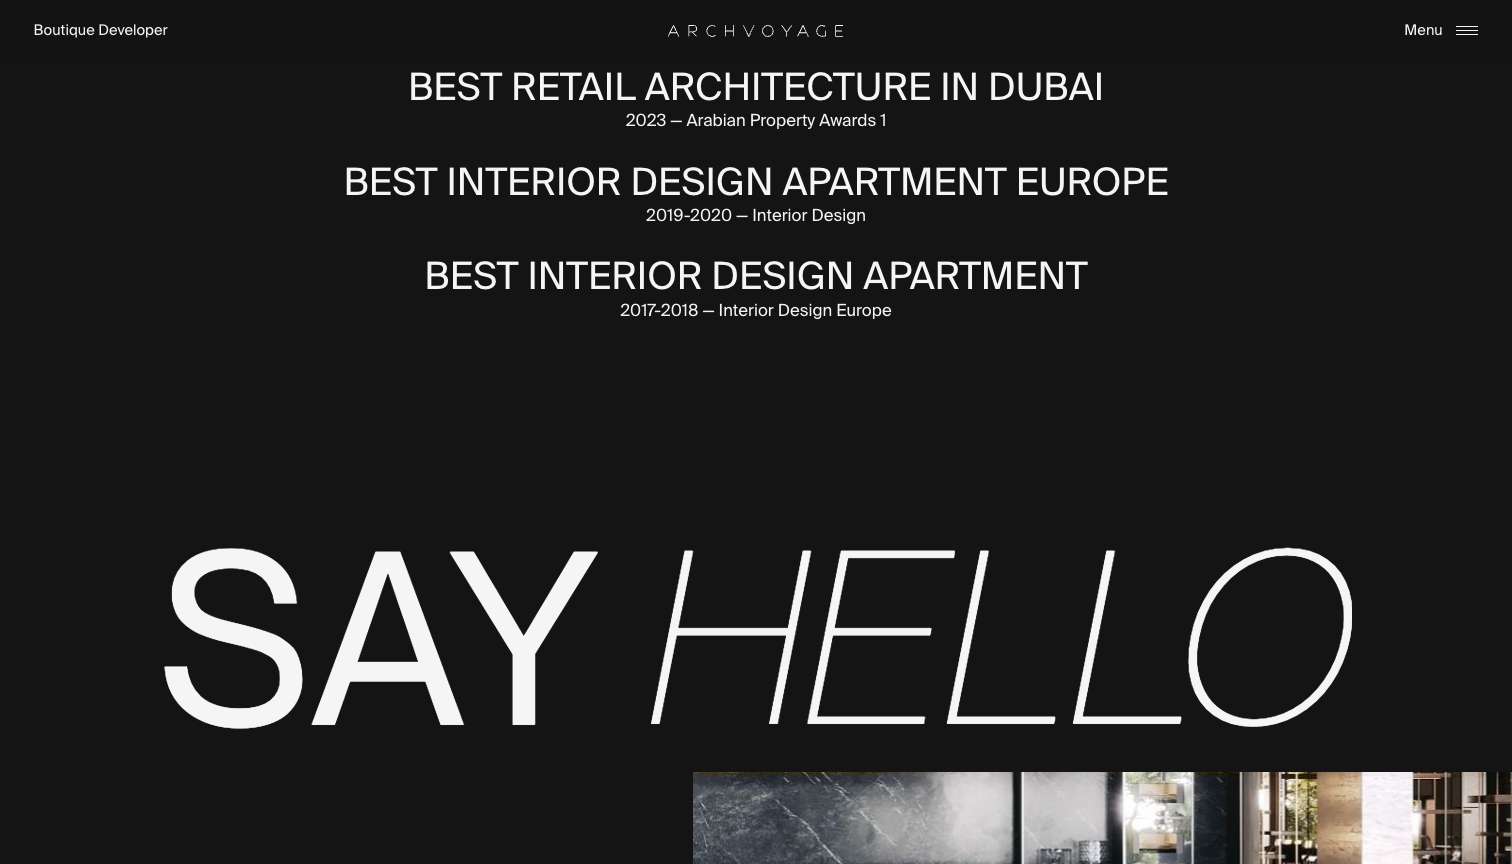 Boutique Developer
ARCHVOYAGE
Menu
BEST RETAIL ARCHITECTURE IN DUBAI
2023 — Arabian Property Awards 1
BEST INTERIOR DESIGN APARTMENT EUROPE
2019-2020 — Interior Design
BEST INTERIOR DESIGN APARTMENT
2017-2018 — Interior Design Europe
SAY HELLO